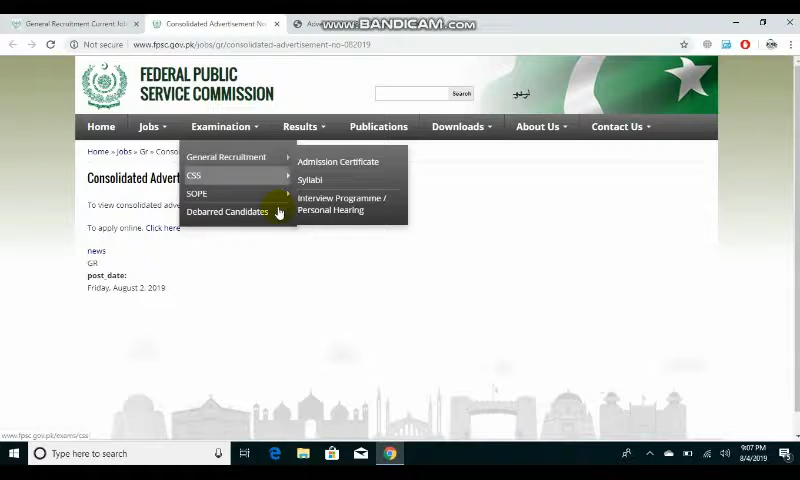 General Recruitment Current Job
Consolidated Advertisement No
Adv
WWW.BANDICAM.COM
Not secure
www.fpsc.gov.pk/jobs/gr/consolidated-advertisement-no-082019
FEDERAL PUBLIC
SERVICE COMMISSION
Search
اردو
Home
Jobs
Examination
Results
Publications
Downloads
About Us
Contact Us
Home » Jobs » Gr » Conso
General Recruitment
CSS
SOPE
Debarred Candidates
Admission Certificate
Syllabi
Interview Programme /
Personal Hearing
Consolidated Advert
To view consolidated adve
To apply online. Click here
news
GR
post_date:
Friday, August 2, 2019
www.fpsc.gov.pk/exams/css
Type here to search
9:07 PM
8/4/2019